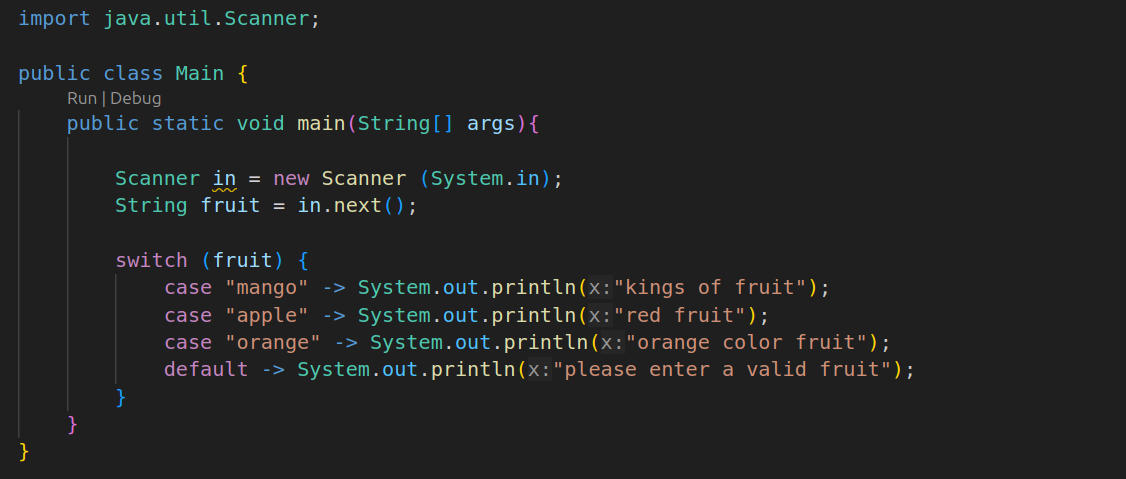 import java.util.Scanner;
public class Main {
Run | Debug
public static void main(String[] args){
Scanner in = new Scanner (System.in);
String fruit = in.next();
switch (fruit) {
case "mango" -> System.out.println(x:"kings of fruit");
case "apple" -> System.out.println(x:"red fruit");
case "orange" -> System.out.println(x:"orange color fruit");
default -> System.out.println(x:"please enter a valid fruit");
}
}
}